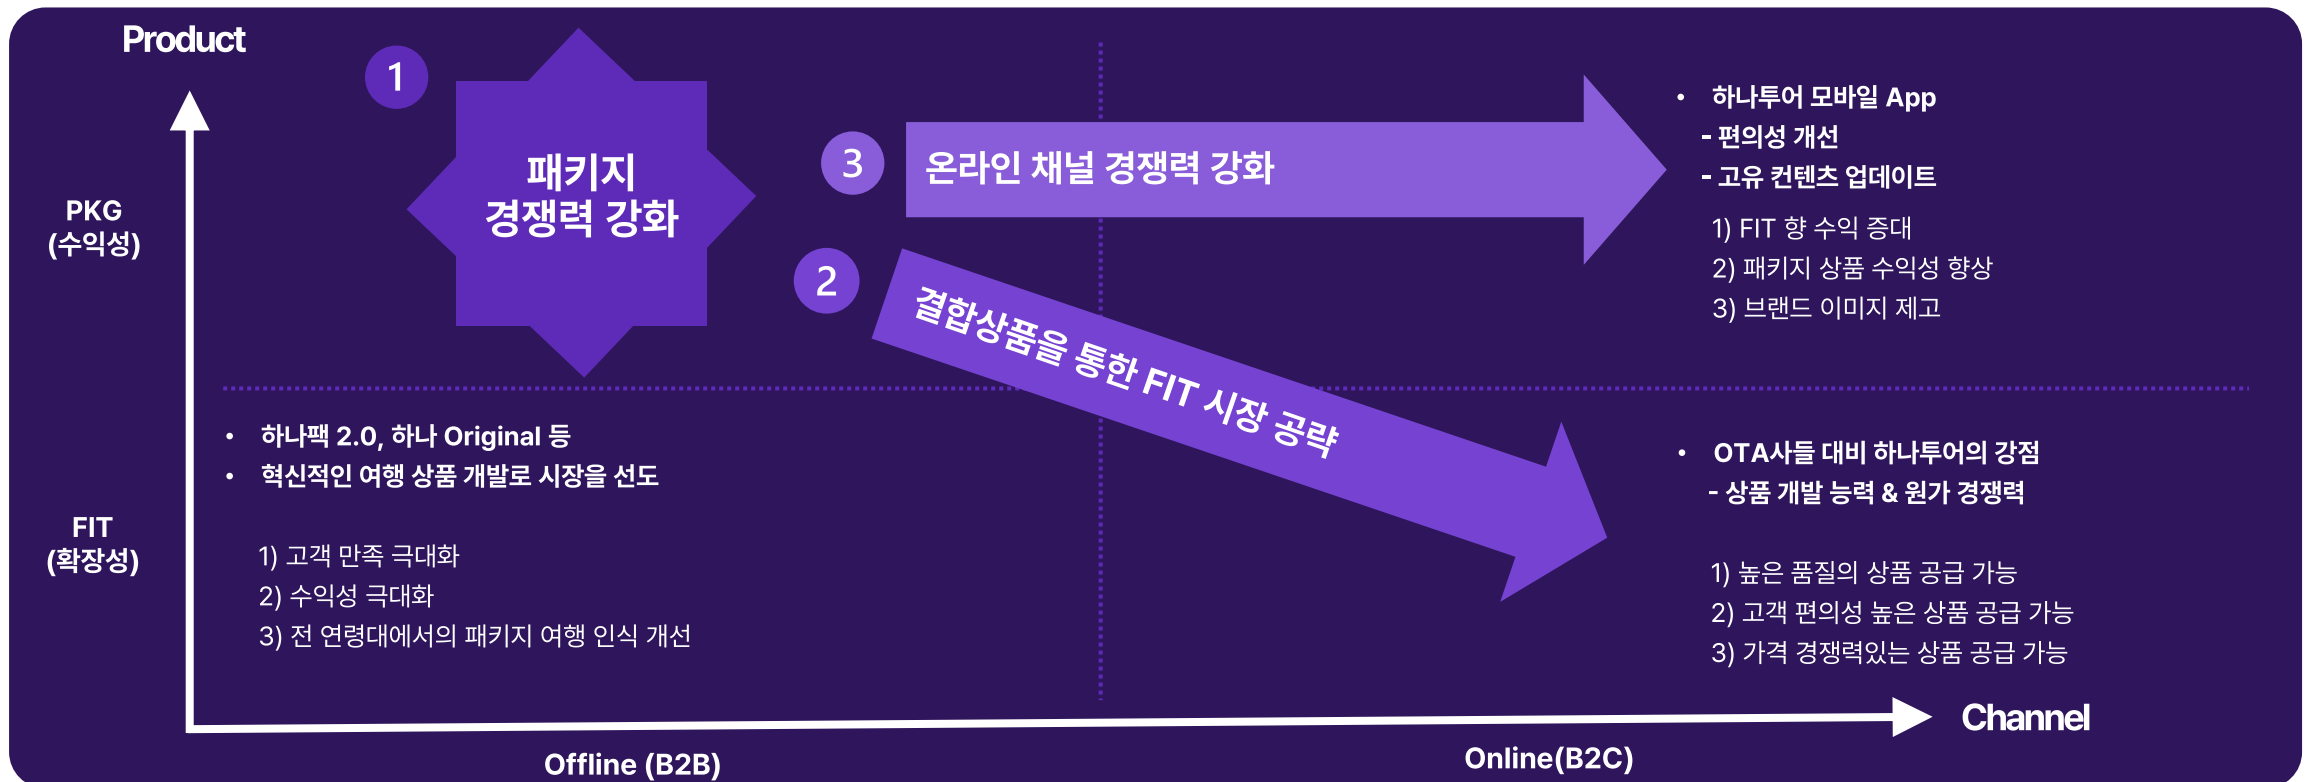 Product
PKG
(수익성)
FIT
(확장성)
1
패키지
경쟁력 강화
3
온라인 채널 경쟁력 강화
2
결합상품을 통한 FIT 시장 공략
• 하나투어 모바일 App
- 편의성 개선
- 고유 컨텐츠 업데이트
1) FIT 향 수익 증대
2) 패키지 상품 수익성 향상
3) 브랜드 이미지 제고
• 하나팩 2.0, 하나 Original 등
• 혁신적인 여행 상품 개발로 시장을 선도
1) 고객 만족 극대화
2) 수익성 극대화
3) 전 연령대에서의 패키지 여행 인식 개선
• OTA사들 대비 하나투어의 강점
- 상품 개발 능력 & 원가 경쟁력
1) 높은 품질의 상품 공급 가능
2) 고객 편의성 높은 상품 공급 가능
3) 가격 경쟁력있는 상품 공급 가능
Channel
Offline (B2B)
Online(B2C)